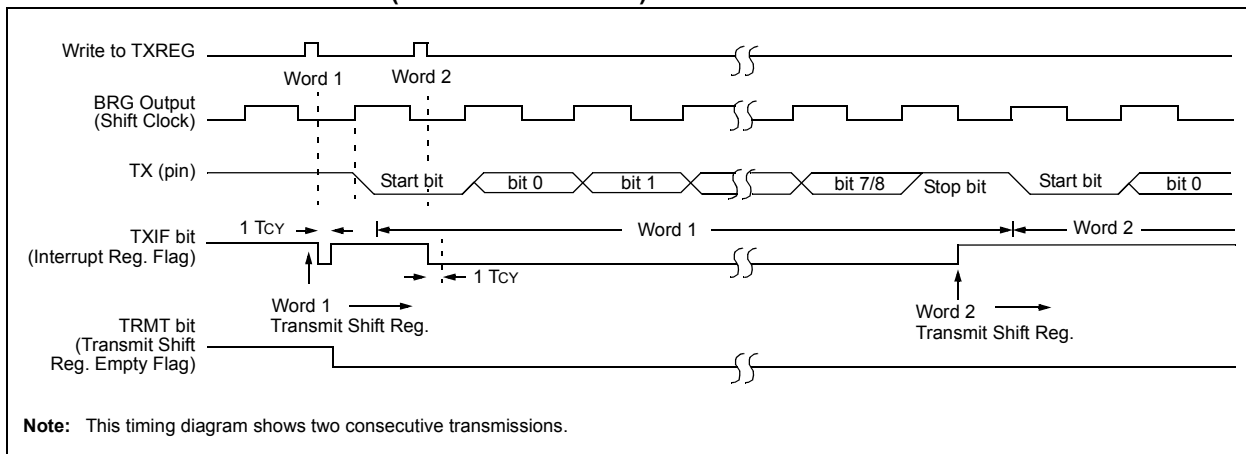 Write to TXREG
Word 1
Word 2
BRG Output
(Shift Clock)
TX (pin)
Start bit
bit 0
bit 1
bit 7/8
Stop bit
Start bit
bit 0
1 TCY
TXIF bit
(Interrupt Reg. Flag)
Word 1
Word 2
1 TCY
Word 1
Transmit Shift Reg.
Word 2
Transmit Shift Reg.
TRMT bit
(Transmit Shift
Reg. Empty Flag)
Note: This timing diagram shows two consecutive transmissions.